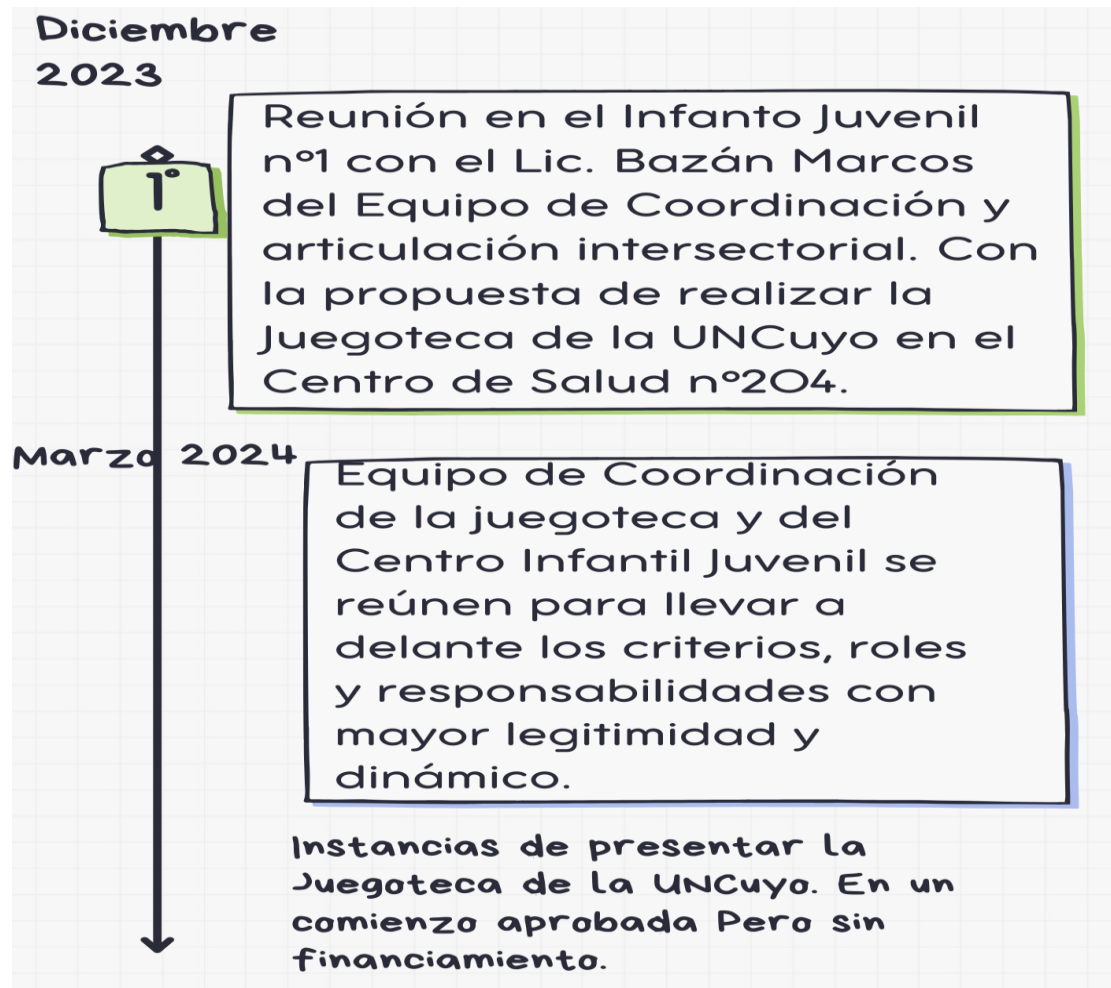 Diciembre
2023
1°
Reunión en el Infanto Juvenil
nº1 con el Lic. Bazán Marcos
del Equipo de Coordinación y
articulación intersectorial. Con
la propuesta de realizar la
Juegoteca de la UNCuyo en el
Centro de Salud nº204.
Marzo 2024
Equipo de Coordinación
de la juegoteca y del
Centro Infantil Juvenil se
reúnen para llevar a
delante los criterios, roles
y responsabilidades con
mayor legitimidad y
dinámico.
Instancias de presentar la
Juegoteca de la UNCuyo. En un
comienzo aprobada Pero sin
financiamiento.